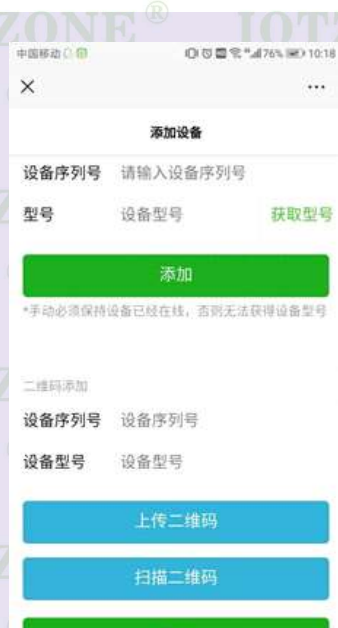 ZONE® IOTZ
中国移动 76% 10:18
添加设备
设备序列号 请输入设备序列号
型号 设备型号 获取型号
添加
*手动必须保持设备已经在线，否则无法获得设备型号
二维码添加
设备序列号 设备序列号
设备型号 设备型号
上传二维码
扫描二维码